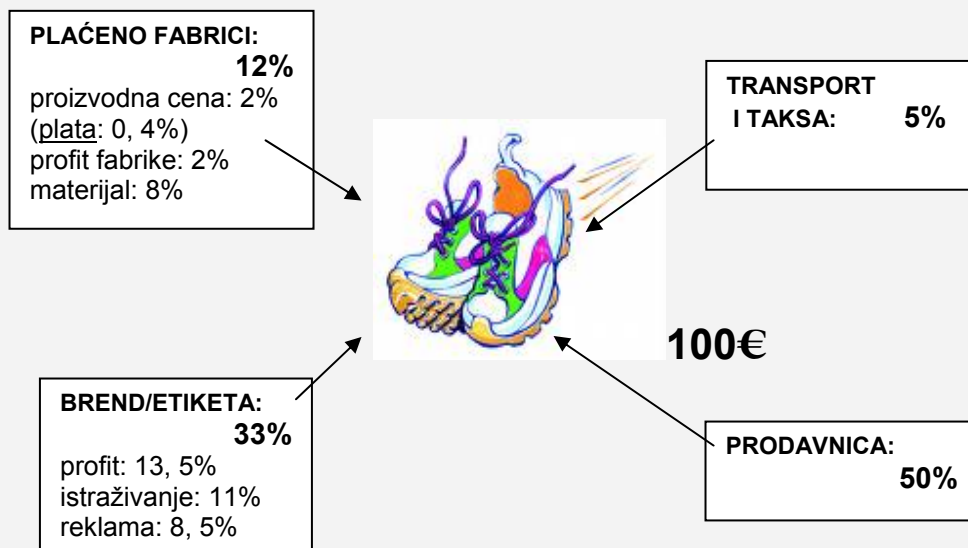 PLAĆENO FABRICI:
12%
proizvodna cena: 2%
(plata: 0, 4%)
profit fabrike: 2%
materijal: 8%
TRANSPORT
I TAKSA: 5%
100€
BREND/ETIKETA:
33%
profit: 13, 5%
istraživanje: 11%
reklama: 8, 5%
PRODAVNICA:
50%